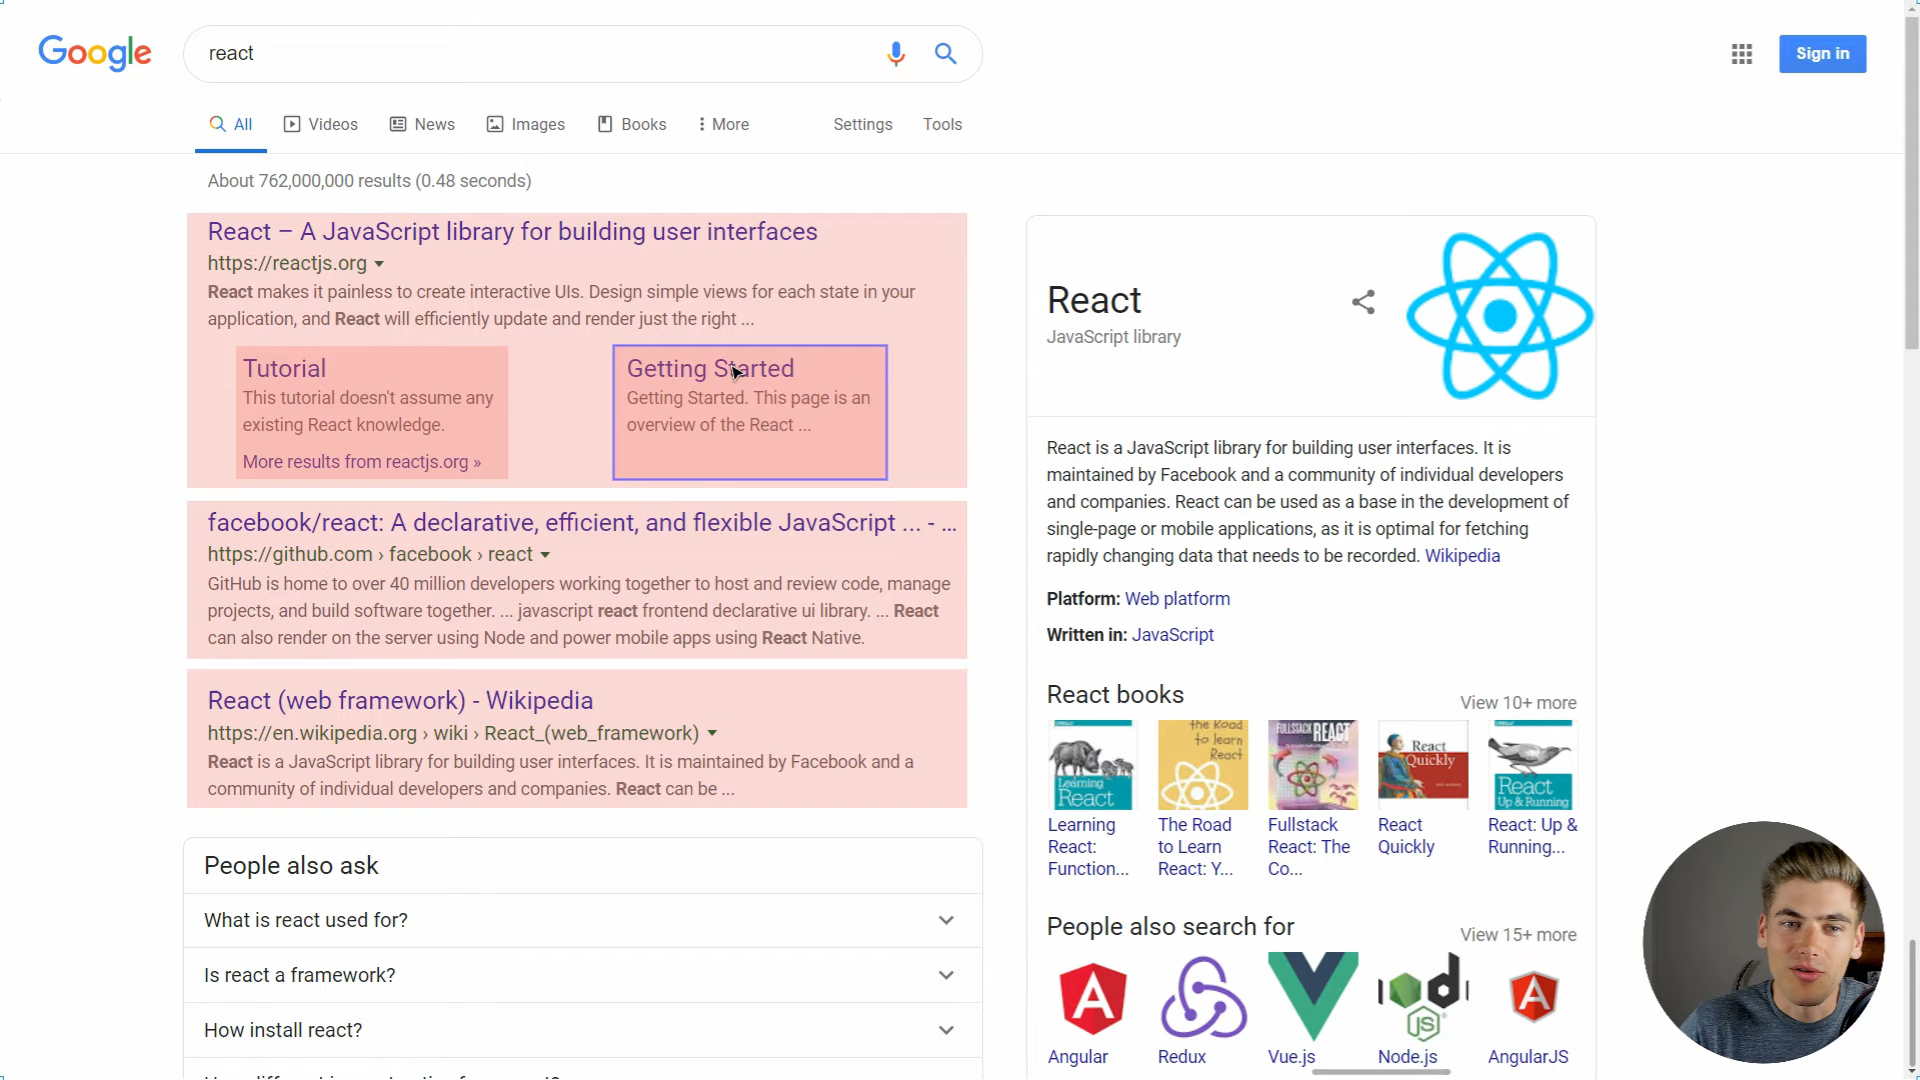 Google
react
Sign in
All
Videos
News
Images
Books
More
Settings
Tools
About 762,000,000 results (0.48 seconds)
React – A JavaScript library for building user interfaces
https://reactjs.org
React makes it painless to create interactive UIs. Design simple views for each state in your
application, and React will efficiently update and render just the right ...
Tutorial
This tutorial doesn't assume any
existing React knowledge.
More results from reactjs.org »
Getting Started
Getting Started. This page is an
overview of the React ...
facebook/react: A declarative, efficient, and flexible JavaScript ... - ...
https://github.com › facebook › react
GitHub is home to over 40 million developers working together to host and review code, manage
projects, and build software together. ... javascript react frontend declarative ui library. ... React
can also render on the server using Node and power mobile apps using React Native.
React (web framework) - Wikipedia
https://en.wikipedia.org › wiki › React_(web_framework)
React is a JavaScript library for building user interfaces. It is maintained by Facebook and a
community of individual developers and companies. React can be ...
People also ask
What is react used for?
Is react a framework?
How install react?
React
JavaScript library
React is a JavaScript library for building user interfaces. It is
maintained by Facebook and a community of individual developers
and companies. React can be used as a base in the development of
single-page or mobile applications, as it is optimal for fetching
rapidly changing data that needs to be recorded. Wikipedia
Platform: Web platform
Written in: JavaScript
React books
View 10+ more
Learning
React
the Road
to learn
React
FULLSTACK REACT
React
Quickly
React
Up & Running
Learning
React:
Function...
The Road
to Learn
React: Y...
Fullstack
React: The
Co...
React
Quickly
React: Up &
Running...
People also search for
View 15+ more
Angular
Redux
Vue.js
Node.js
AngularJS